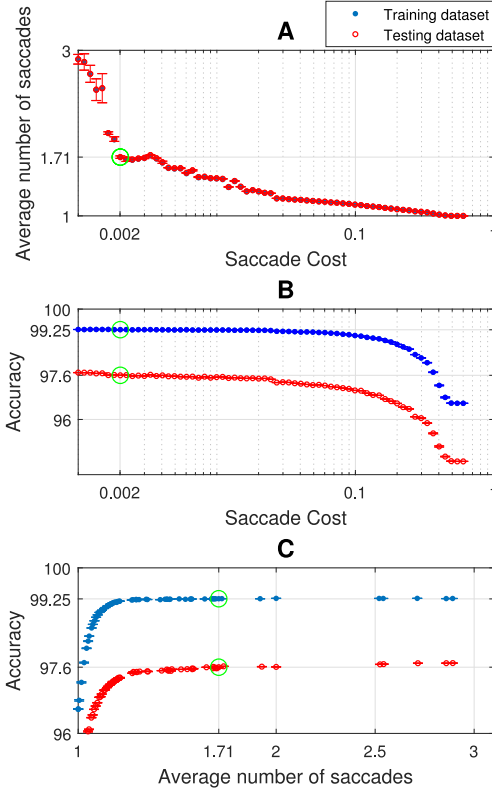 Training dataset
Testing dataset
A
Average number of saccades
3
1.71
1
0.002
0.1
1
Saccade Cost
B
Accuracy
100
99.25
97.6
96
0.002
0.1
1
Saccade Cost
C
Accuracy
100
99.25
97.6
96
1
1.71
2
2.5
3
Average number of saccades